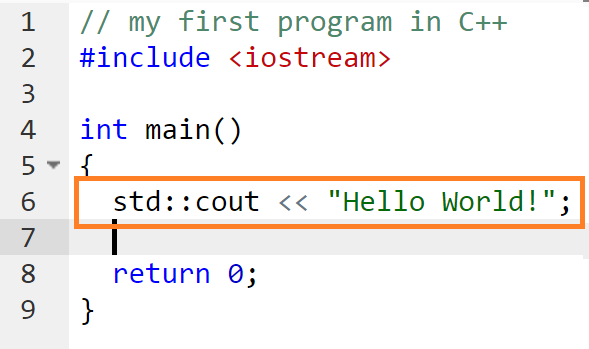 1 // my first program in C++
2 #include <iostream>
3
4 int main()
5 {
6 std::cout << "Hello World!";
7
8 return 0;
9 }